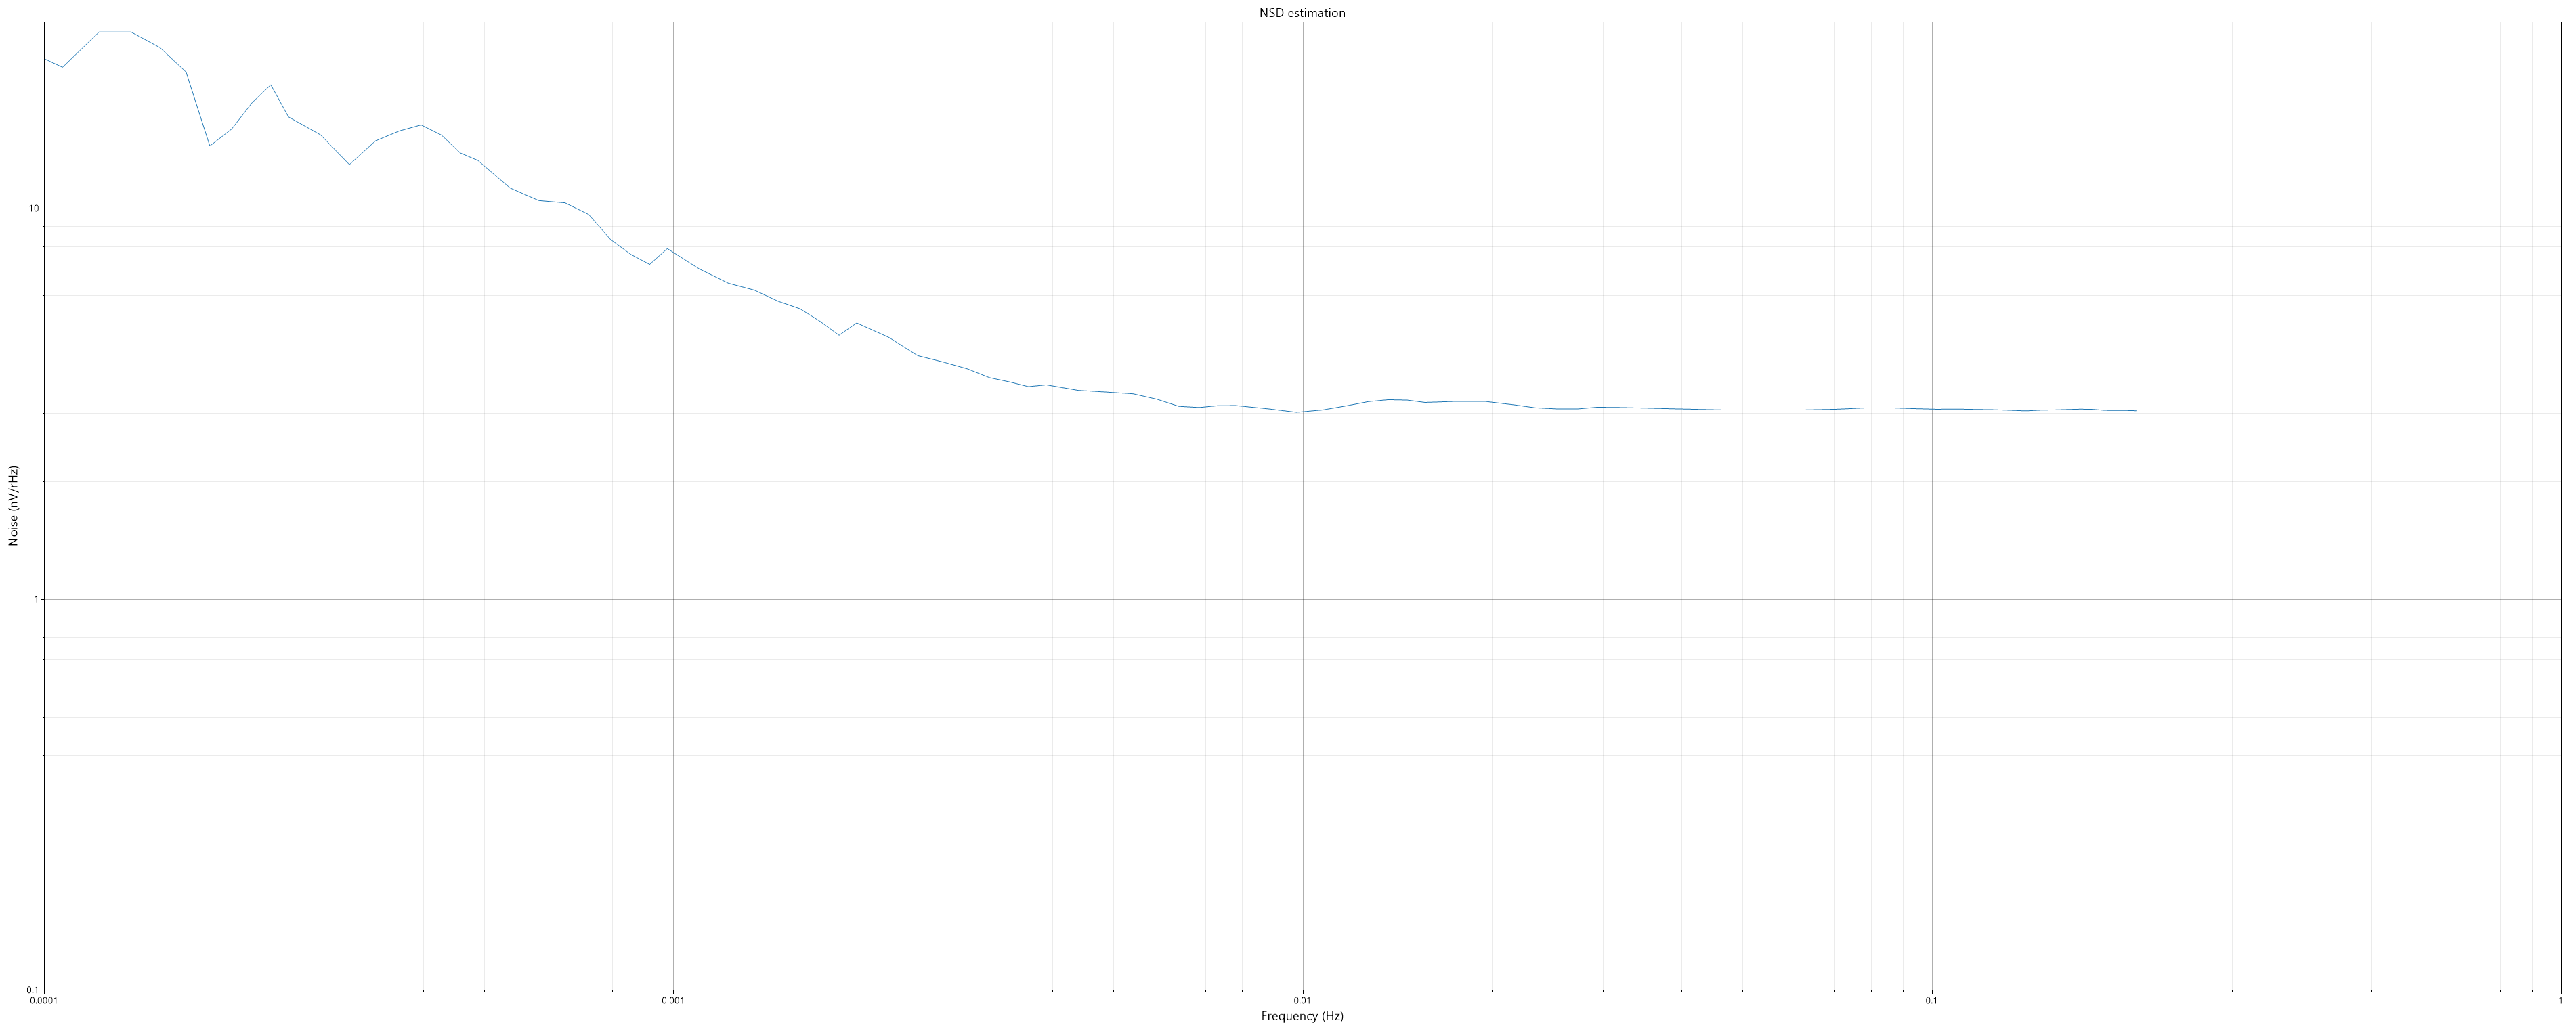 NSD estimation
Noise (nV/rHz)
10
1
0.1
0.0001
0.001
0.01
0.1
1
Frequency (Hz)